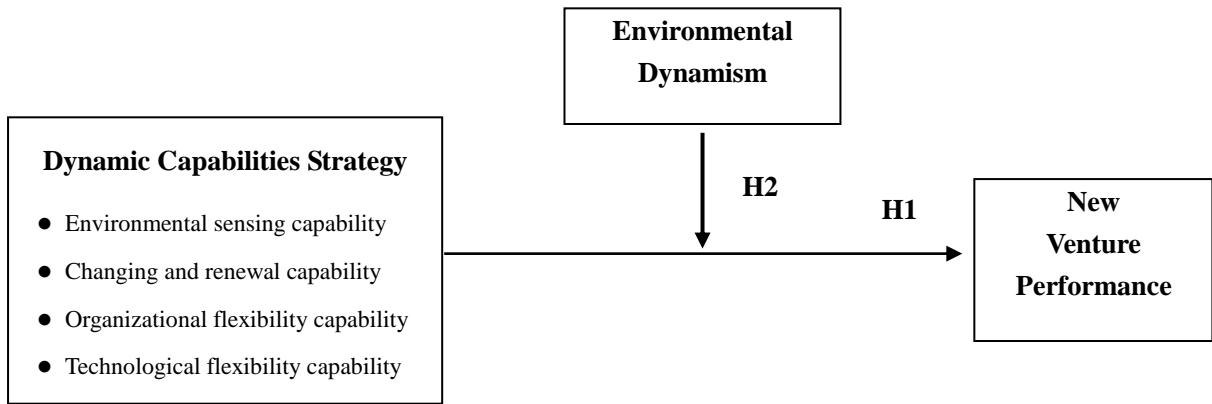 Environmental
Dynamism
Dynamic Capabilities Strategy
● Environmental sensing capability
● Changing and renewal capability
● Organizational flexibility capability
● Technological flexibility capability
H2
H1
New
Venture
Performance